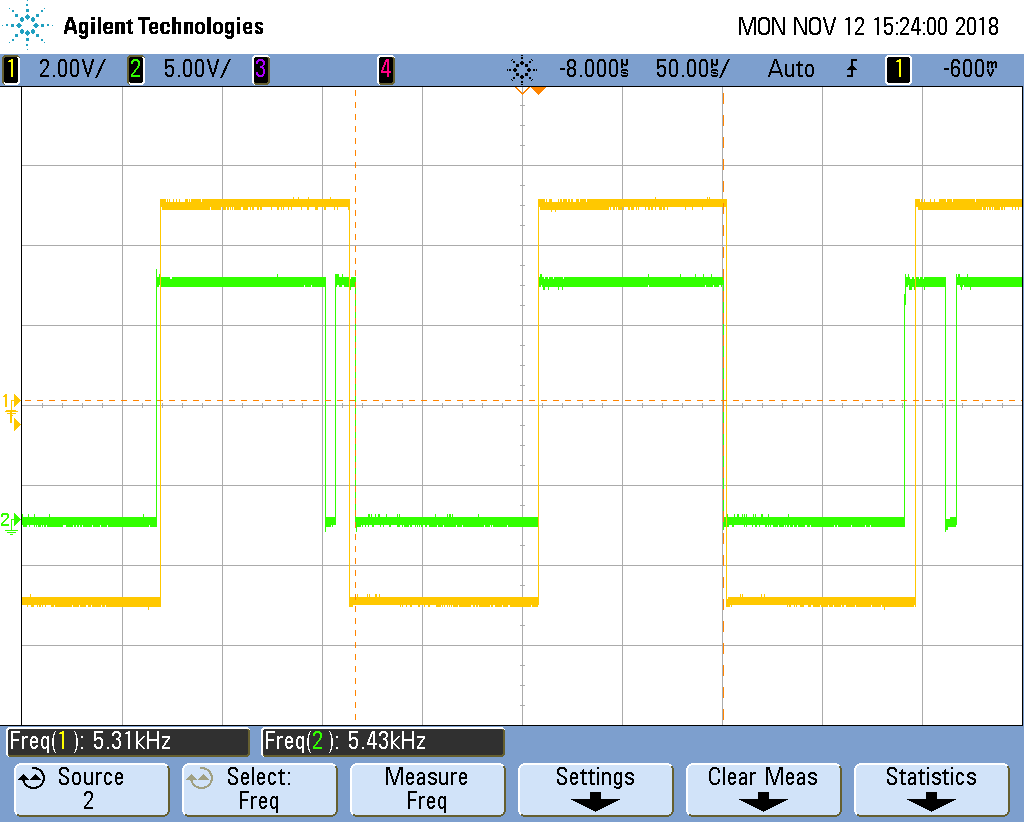 Agilent Technologies MON NOV 12 15:24:00 2018
1 2.00V/ 2 5.00V/ 3 4 -8.000µs 50.00µs/ Auto 1 -600mV
1
T
2
Freq(1): 5.31kHz Freq(2): 5.43kHz
Source Select: Measure Settings Clear Meas Statistics
2 Freq Freq